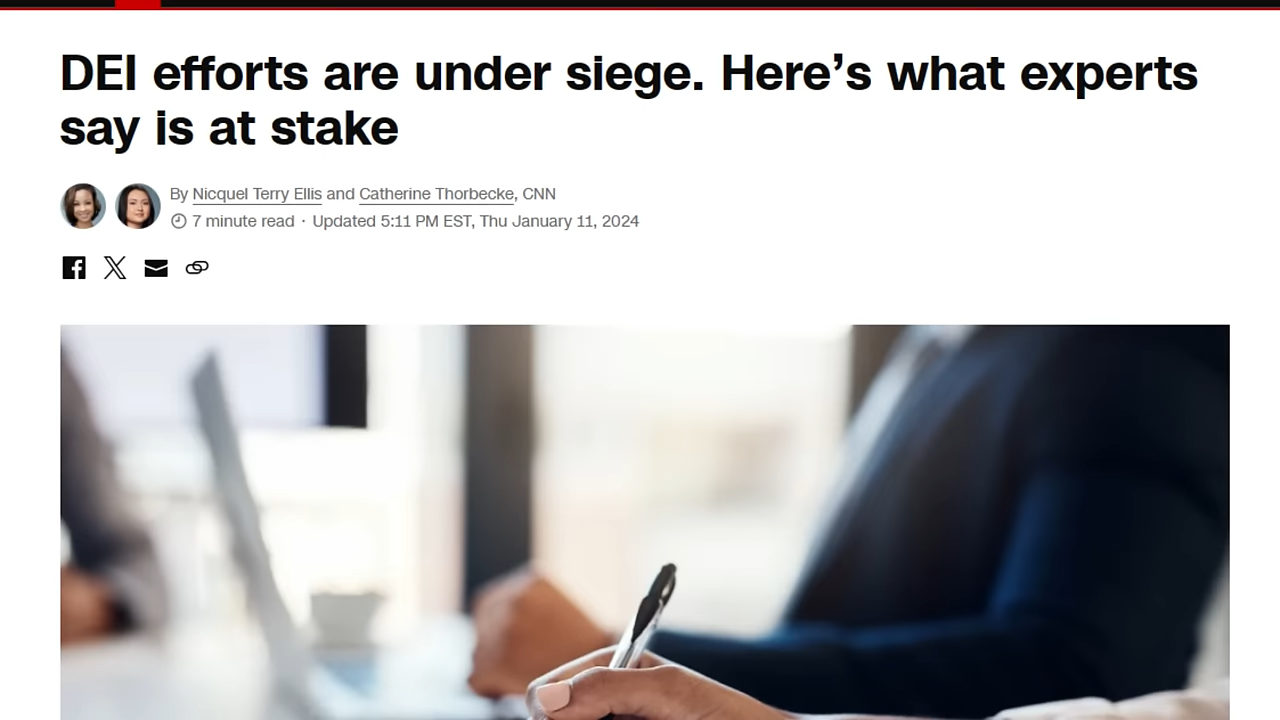 DEI efforts are under siege. Here’s what experts
say is at stake
By Nicquel Terry Ellis and Catherine Thorbecke, CNN
7 minute read · Updated 5:11 PM EST, Thu January 11, 2024